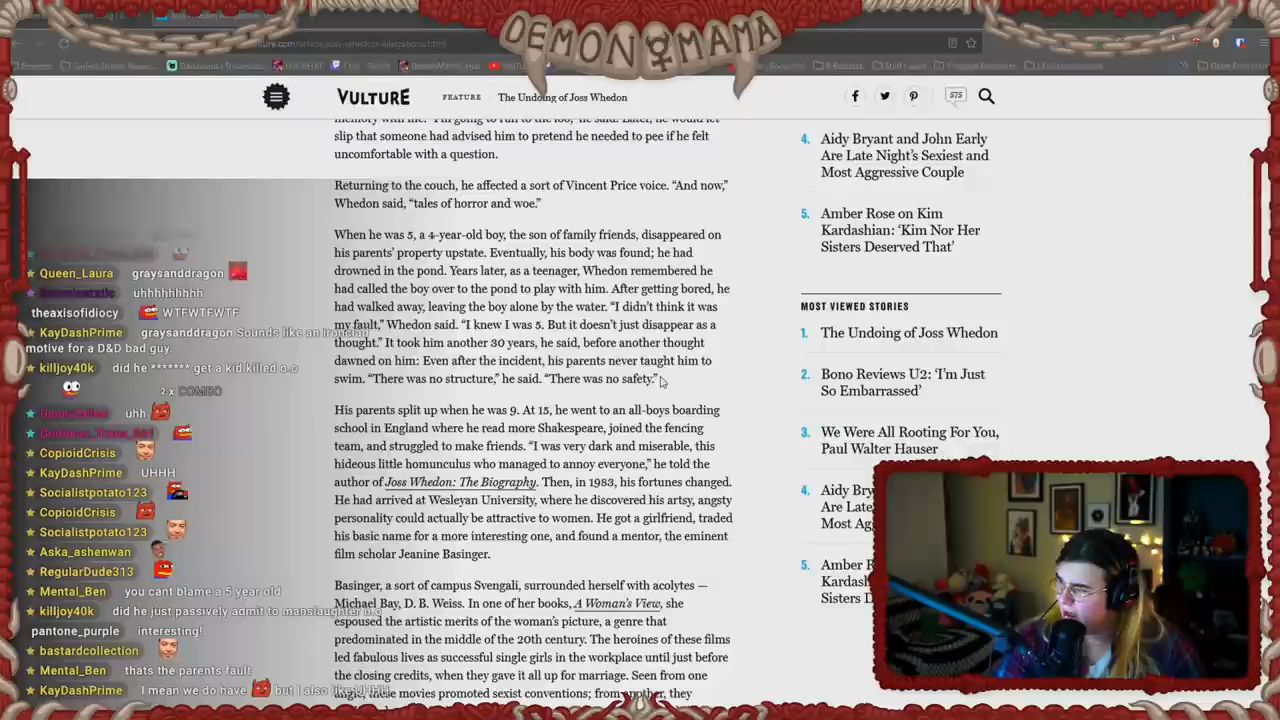 DEMON MAMA
VULTURE
FEATURE
The Undoing of Joss Whedon
575
slip that someone had advised him to pretend he needed to pee if he felt
uncomfortable with a question.
Returning to the couch, he affected a sort of Vincent Price voice. “And now,”
Whedon said, “tales of horror and woe.”
When he was 5, a 4-year-old boy, the son of family friends, disappeared on
his parents’ property upstate. Eventually, his body was found; he had
drowned in the pond. Years later, as a teenager, Whedon remembered he
had called the boy over to the pond to play with him. After getting bored, he
had walked away, leaving the boy alone by the water. “I didn’t think it was
my fault,” Whedon said. “I knew I was 5. But it doesn’t just disappear as a
thought.” It took him another 30 years, he said, before another thought
dawned on him: Even after the incident, his parents never taught him to
swim. “There was no structure,” he said. “There was no safety.”
His parents split up when he was 9. At 15, he went to an all-boys boarding
school in England where he read more Shakespeare, joined the fencing
team, and struggled to make friends. “I was very dark and miserable, this
hideous little homunculus who managed to annoy everyone,” he told the
author of Joss Whedon: The Biography. Then, in 1983, his fortunes changed.
He had arrived at Wesleyan University, where he discovered his artsy, angsty
personality could actually be attractive to women. He got a girlfriend, traded
his basic name for a more interesting one, and found a mentor, the eminent
film scholar Jeanine Basinger.
Basinger, a sort of campus Svengali, surrounded herself with acolytes —
Michael Bay, D. B. Weiss. In one of her books, A Woman’s View, she
espoused the artistic merits of the woman’s picture, a genre that
predominated in the middle of the 20th century. The heroines of these films
led fabulous lives as successful single girls in the workplace until just before
the closing credits, when they gave it all up for marriage. Seen from one
angle, these movies promoted sexist conventions; from another, they
4. Aidy Bryant and John Early
Are Late Night’s Sexiest and
Most Aggressive Couple
5. Amber Rose on Kim
Kardashian: ‘Kim Nor Her
Sisters Deserved That’
MOST VIEWED STORIES
1. The Undoing of Joss Whedon
2. Bono Reviews U2: ‘I’m Just
So Embarrassed’
3. We Were All Rooting For You,
Paul Walter Hauser
4. Aidy Bry
Are Late
Most Ag
5. Amber R
Kardash
Sisters D
Queen_Laura graysanddragon
uhhhhhhhh
theaxisofidiocy WTFWTFWTF
KayDashPrime graysanddragon Sounds like an Ironclad
motive for a D&D bad guy.
killjoy40k did he ******* get a kid killed o.o
2 x COMBO
uhh
CopioidCrisis
KayDashPrime UHHH
Socialistpotato123
CopioidCrisis
Socialistpotato123
Aska_ashenwan
RegularDude313
Mental_Ben you cant blame a 5 year old
killjoy40k did he just passively admit to manslaughter o.o
pantone_purple interesting!
bastardcollection
Mental_Ben thats the parents fault
KayDashPrime I mean we do have but I also like UHHH